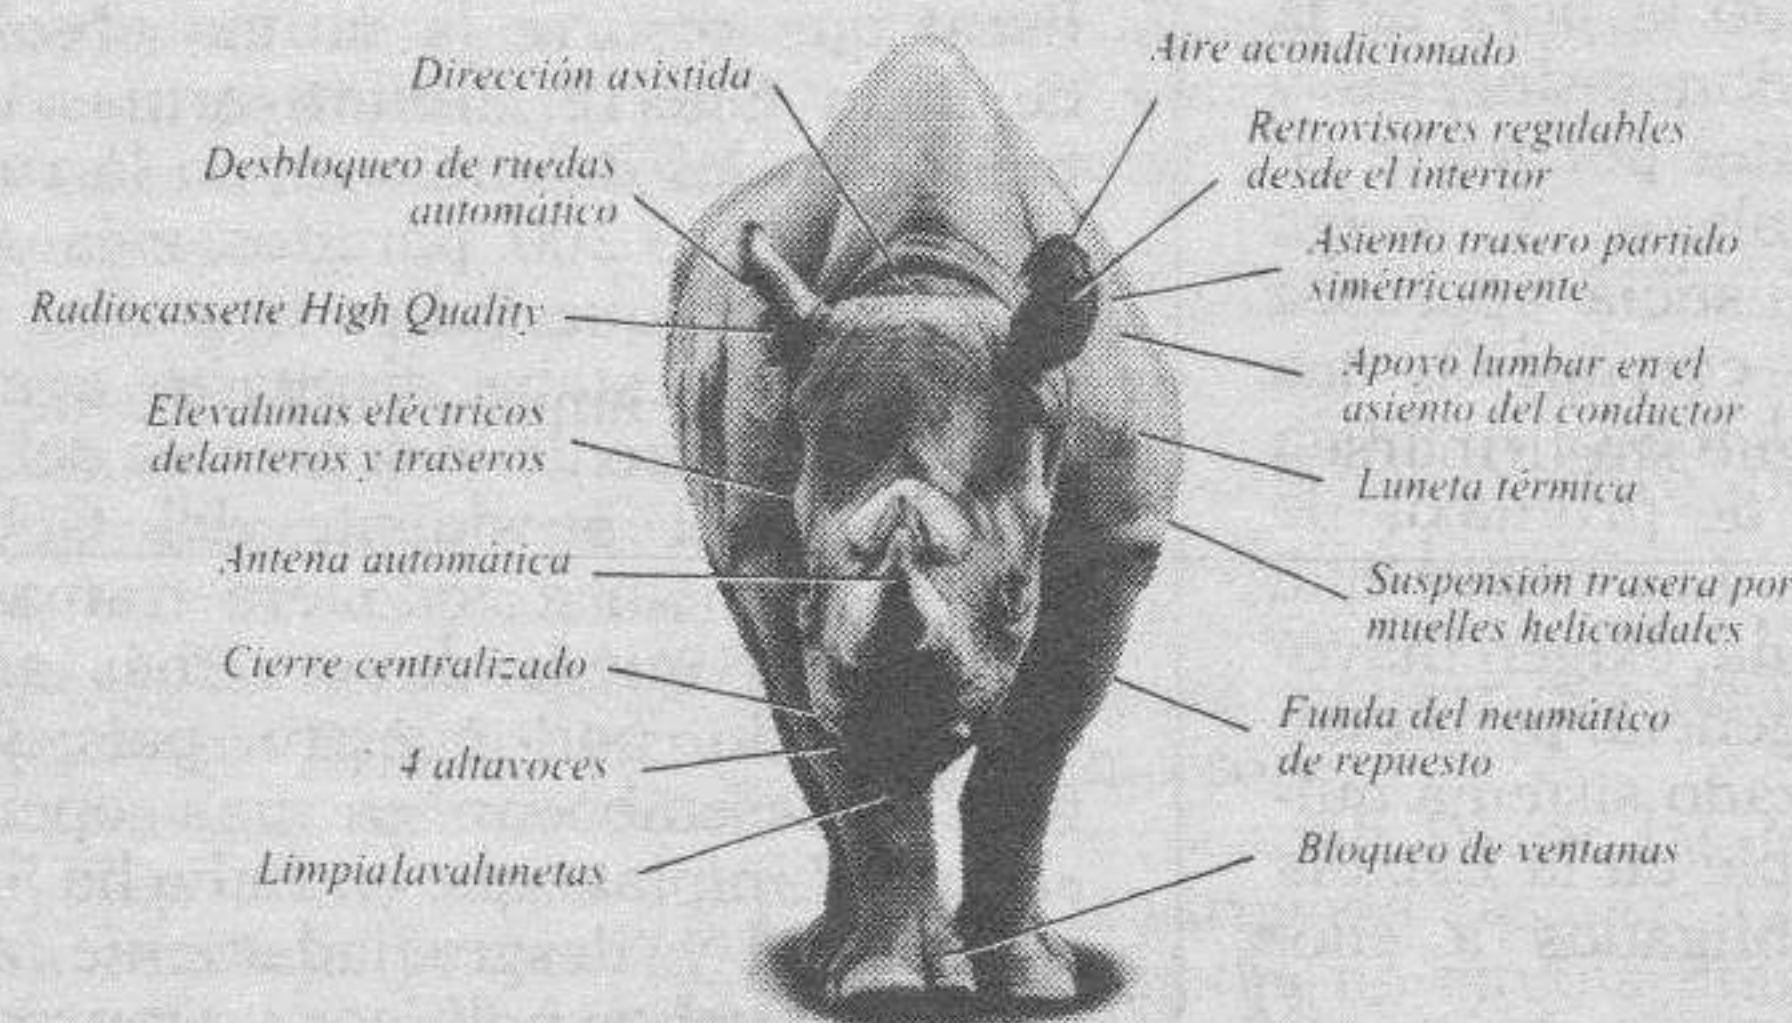 Dirección asistida
Desbloqueo de ruedas
automático
Radiocassette High Quality
Elevalunas eléctricos
delanteros y traseros
Antena automática
Cierre centralizado
4 altavoces
Limpialavalunetas
Aire acondicionado
Retrovisores regulables
desde el interior
Asiento trasero partido
simétricamente
Apoyo lumbar en el
asiento del conductor
Luneta térmica
Suspensión trasera por
muelles helicoidales
Funda del neumático
de repuesto
Bloqueo de ventanas